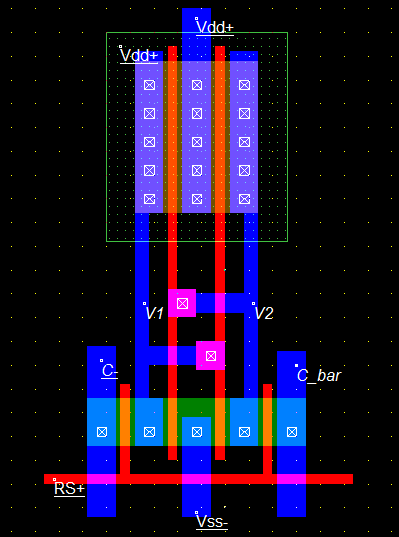 Vdd+
Vdd+
V1
V2
C-
C_bar
RS+
Vss-